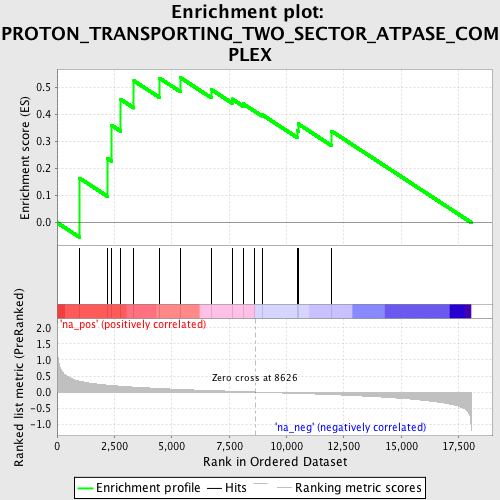 Enrichment plot:
PROTON_TRANSPORTING_TWO_SECTOR_ATPASE_COM
PLEX
Enrichment score (ES)
0.5
0.4
0.3
0.2
0.1
0.0
'na_pos' (positively correlated)
Ranked list metric (PreRanked)
2.0
1.5
1.0
0.5
0.0
-0.5
-1.0
Zero cross at 8626
'na_neg' (negatively correlated)
0 2,500 5,000 7,500 10,000 12,500 15,000 17,500
Rank in Ordered Dataset
Enrichment profile Hits Ranking metric scores